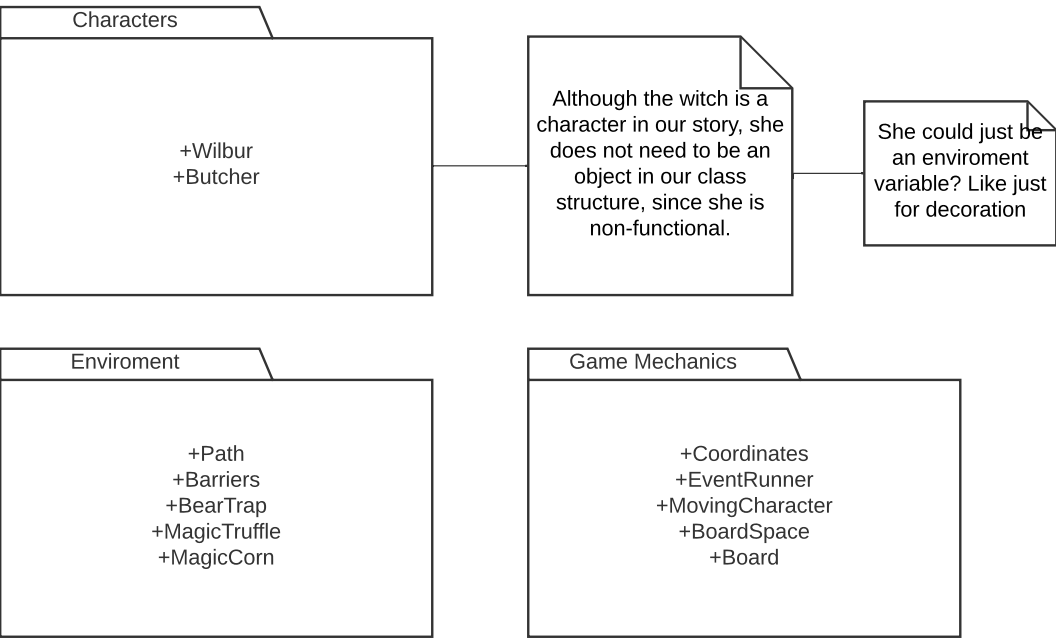 Characters
+Wilbur
+Butcher
Although the witch is a
character in our story, she
does not need to be an
object in our class
structure, since she is
non-functional.
She could just be
an enviroment
variable? Like just
for decoration
Enviroment
+Path
+Barriers
+BearTrap
+MagicTruffle
+MagicCorn
Game Mechanics
+Coordinates
+EventRunner
+MovingCharacter
+BoardSpace
+Board